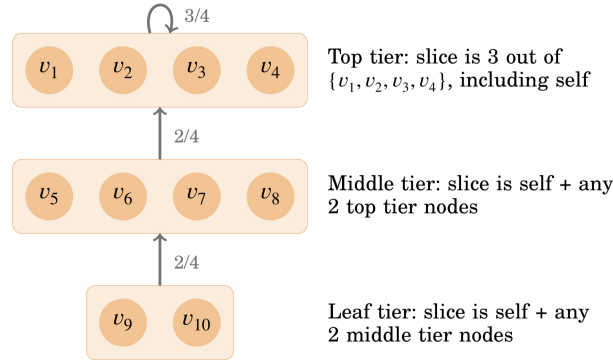 3/4
v₁ v₂ v₃ v₄
Top tier: slice is 3 out of
{v₁, v₂, v₃, v₄}, including self
2/4
v₅ v₆ v₇ v₈
Middle tier: slice is self + any
2 top tier nodes
2/4
v₉ v₁₀
Leaf tier: slice is self + any
2 middle tier nodes